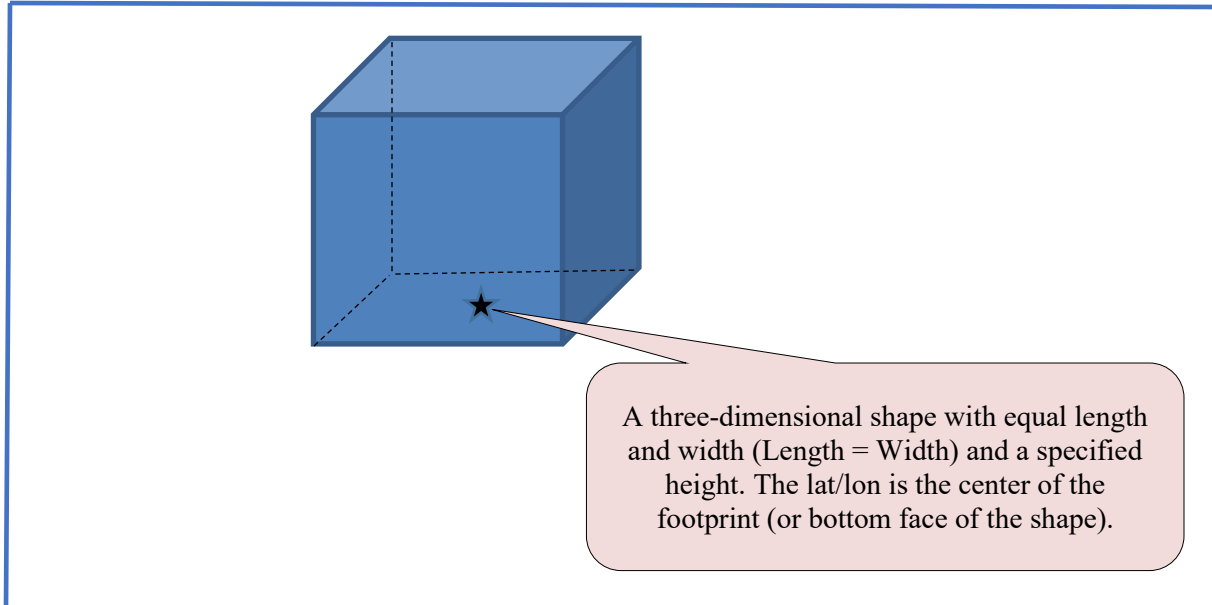 A three-dimensional shape with equal length
and width (Length = Width) and a specified
height. The lat/lon is the center of the
footprint (or bottom face of the shape).